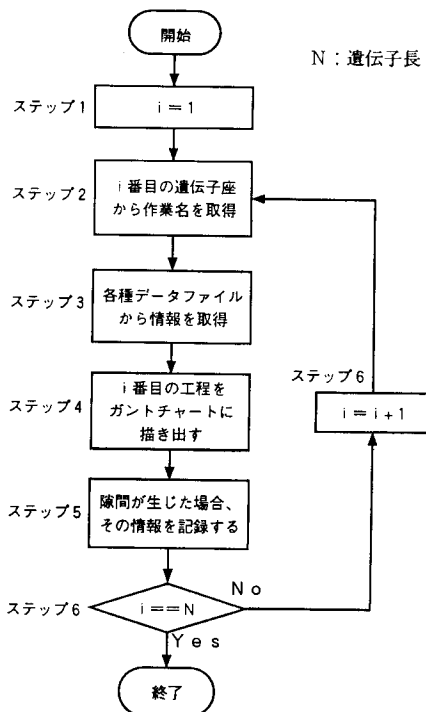 開始
N：遺伝子長
ステップ1
i＝1
ステップ2
i番目の遺伝子座
から作業名を取得
ステップ3
各種データファイル
から情報を取得
ステップ6
i＝i＋1
ステップ4
i番目の工程を
ガントチャートに
描き出す
ステップ5
隙間が生じた場合、
その情報を記録する
ステップ6
i＝＝N
No
Yes
終了